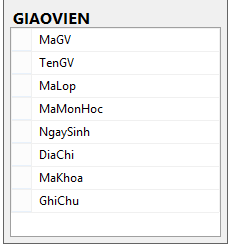 GIAOVIEN
MaGV
TenGV
MaLop
MaMonHoc
NgaySinh
DiaChi
MaKhoa
GhiChu